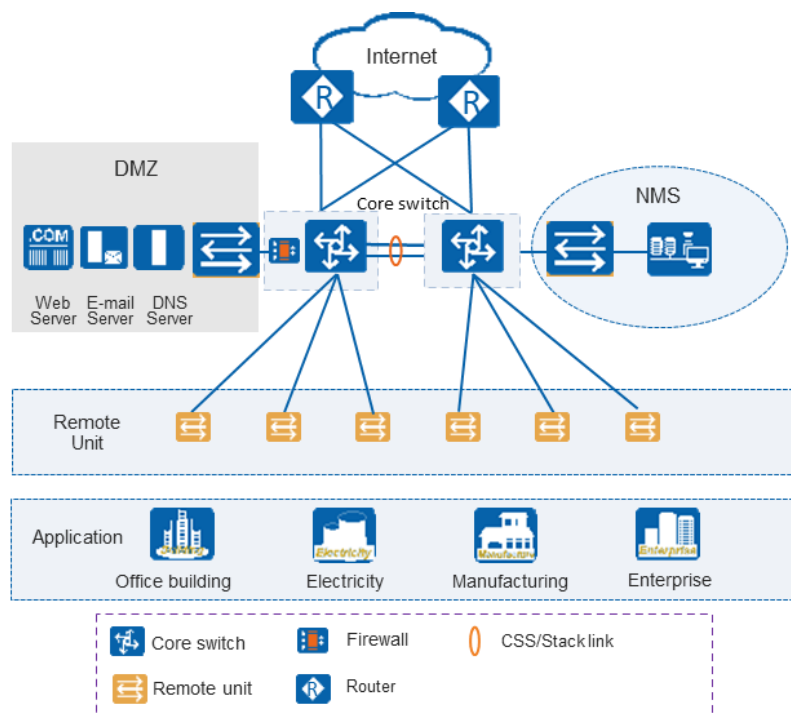 Internet
R
R
DMZ
Core switch
NMS
.COM
Web
Server
E-mail
Server
DNS
Server
Remote
Unit
Application
Building
Electricity
Manufacture
Enterprise
Office building
Electricity
Manufacturing
Enterprise
Core switch
Firewall
CSS/Stack link
Remote unit
R
Router